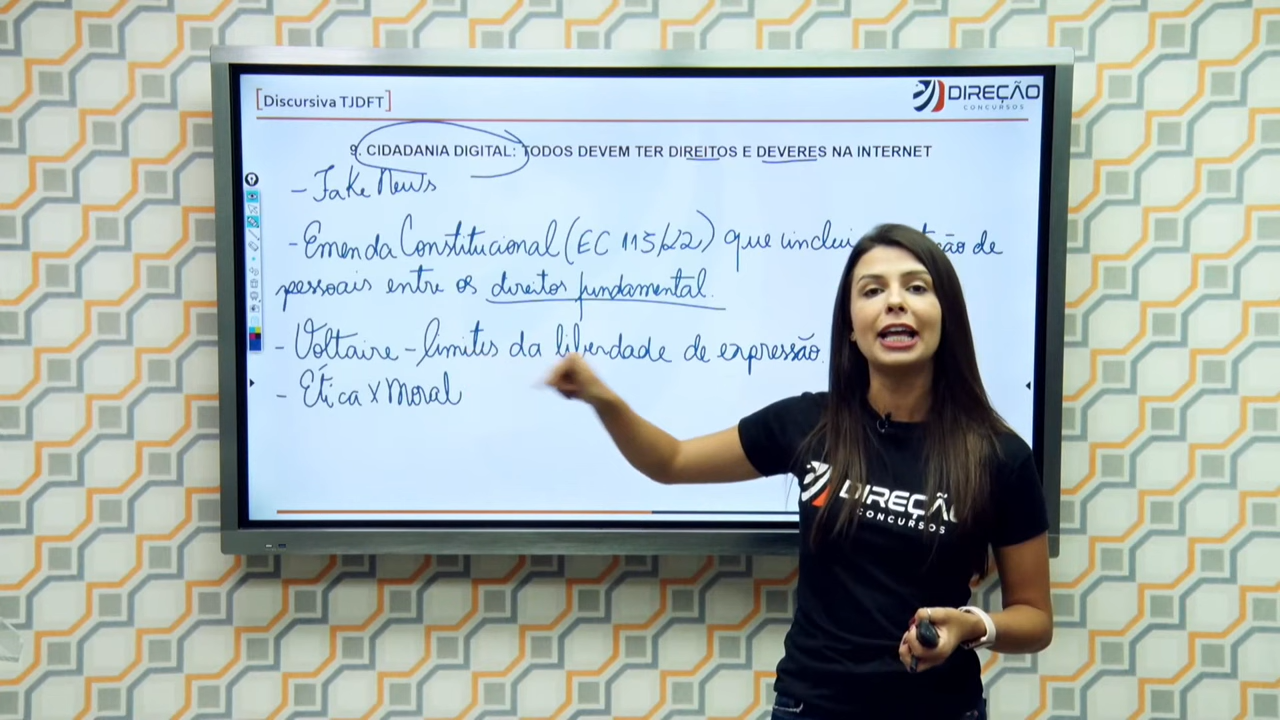 [Discursiva TJDFT]
DIREÇÃO
CONCURSOS
9. CIDADANIA DIGITAL: TODOS DEVEM TER DIREITOS E DEVERES NA INTERNET
- Fake News
- Emenda Constitucional (EC 115/22) que inclui de
pessoais entre os direitos fundamental.
- Voltaire - limites da liberdade de expressão.
- Ética x Moral
DIREÇÃO
CONCURSOS